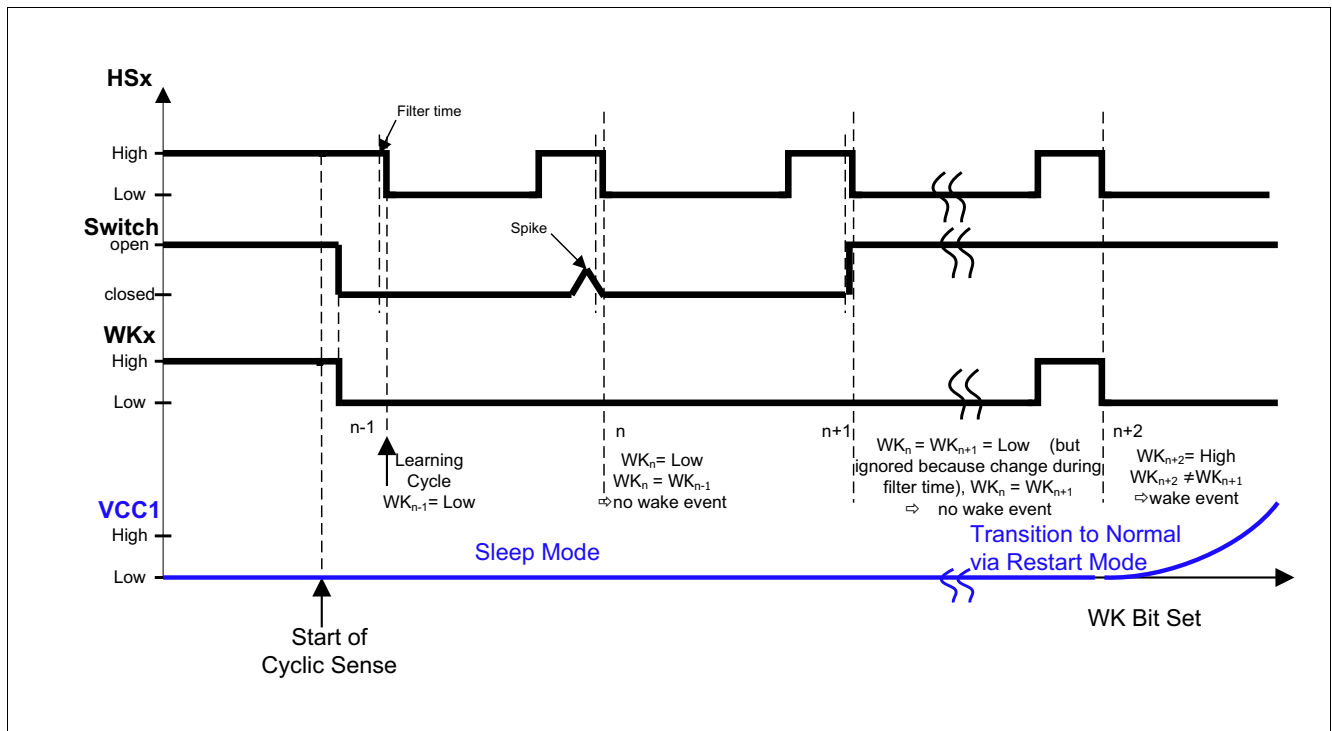 HSx
Filter time
High
Low
Switch
open
Spike
closed
WKx
High
Low
n-1
Learning
Cycle
WKn-1= Low
n
WKn= Low
WKn = WKn-1
⇨no wake event
n+1
WKn = WKn+1 = Low (but
ignored because change during
filter time), WKn = WKn+1
⇨ no wake event
n+2
WKn+2= High
WKn+2 ≠WKn+1
⇨wake event
VCC1
High
Low
Sleep Mode
Transition to Normal
via Restart Mode
Start of
Cyclic Sense
WK Bit Set